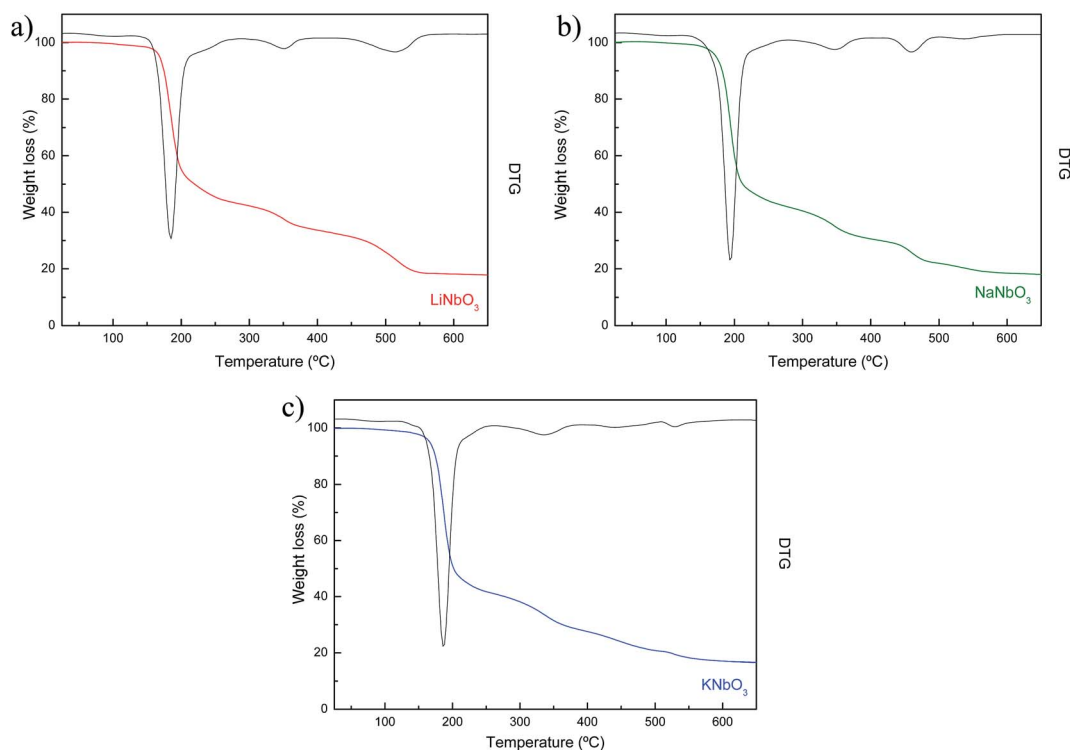 a)
100
80
60
40
20
0
Weight loss (%)
DTG
LiNbO3
100 200 300 400 500 600
Temperature (ºC)
b)
100
80
60
40
20
0
Weight loss (%)
DTG
NaNbO3
100 200 300 400 500 600
Temperature (ºC)
c)
100
80
60
40
20
0
Weight loss (%)
DTG
KNbO3
100 200 300 400 500 600
Temperature (ºC)